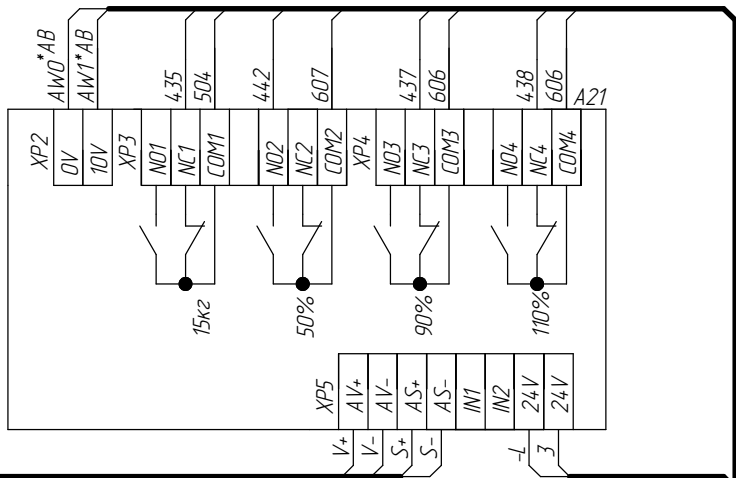 AW0*AB
AW1*AB
435
504
442
607
437
606
438
606
A21
XP2
0V
10V
XP3
NO1
NC1
COM1
NO2
NC2
COM2
XP4
NO3
NC3
COM3
NO4
NC4
COM4
15кг
50%
90%
110%
XP5
AV+
AV-
AS+
AS-
IN1
IN2
24V
24V
V+
V-
S+
S-
-L
3